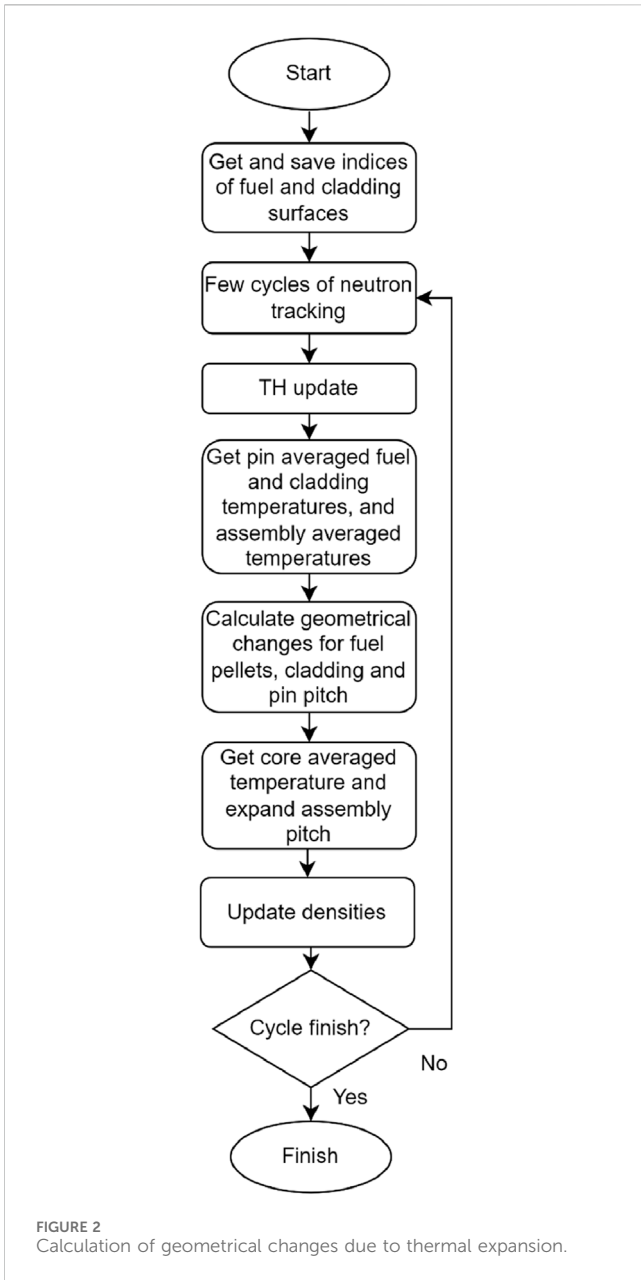 Start
Get and save indices
of fuel and cladding
surfaces
Few cycles of neutron
tracking
TH update
Get pin averaged fuel
and cladding
temperatures, and
assembly averaged
temperatures
Calculate geometrical
changes for fuel
pellets, cladding and
pin pitch
Get core averaged
temperature and
expand assembly
pitch
Update densities
Cycle finish?
No
Yes
Finish
FIGURE 2
Calculation of geometrical changes due to thermal expansion.